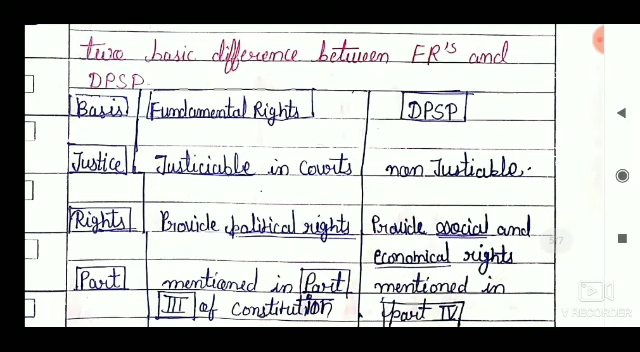 two basic difference between FR's and
DPSP.
Basis Fundamental Rights DPSP
Justice Justiciable in Courts non Justiable.
Rights Provide political rights Provide social and
economical rights
Part mentioned in Part mentioned in
III of constitution. part IV
5/7
V RECORDER